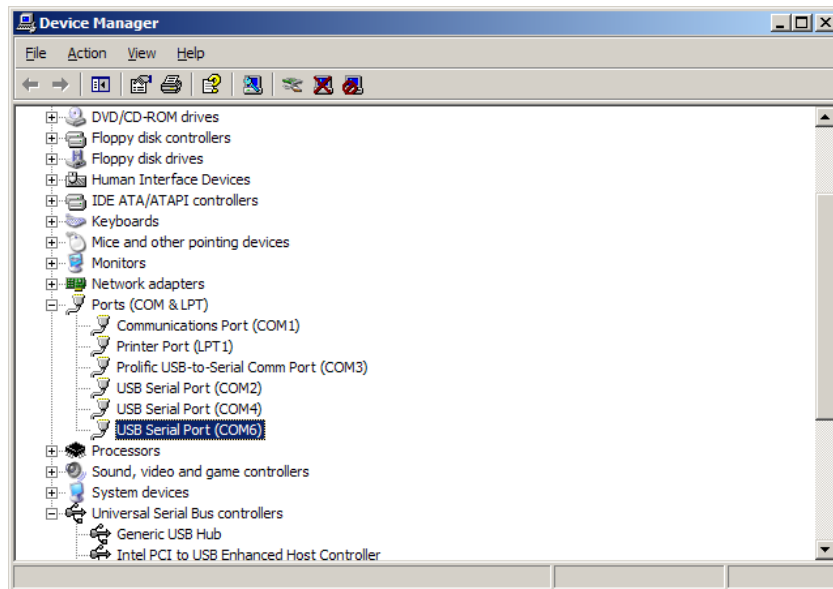 Device Manager
File Action View Help
DVD/CD-ROM drives
Floppy disk controllers
Floppy disk drives
Human Interface Devices
IDE ATA/ATAPI controllers
Keyboards
Mice and other pointing devices
Monitors
Network adapters
Ports (COM & LPT)
Communications Port (COM1)
Printer Port (LPT1)
Prolific USB-to-Serial Comm Port (COM3)
USB Serial Port (COM2)
USB Serial Port (COM4)
USB Serial Port (COM6)
Processors
Sound, video and game controllers
System devices
Universal Serial Bus controllers
Generic USB Hub
Intel PCI to USB Enhanced Host Controller